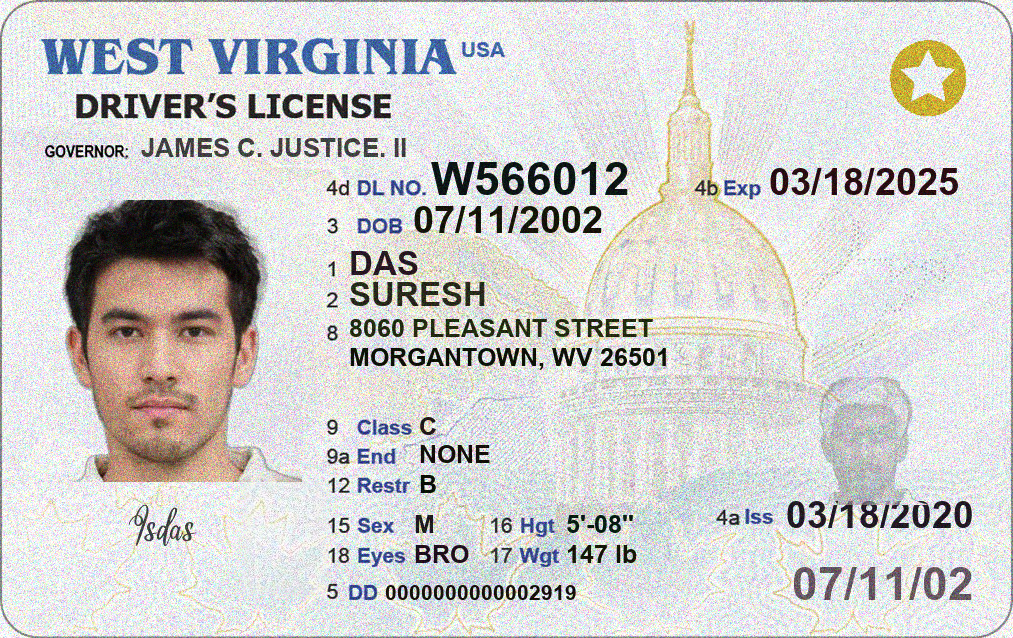 WEST VIRGINIA USA
DRIVER'S LICENSE
GOVERNOR: JAMES C. JUSTICE. II
4d DL NO. W566012 4b Exp 03/18/2025
3 DOB 07/11/2002
1 DAS
2 SURESH
8 8060 PLEASANT STREET
MORGANTOWN, WV 26501
9 Class C
9a End NONE
12 Restr B
15 Sex M 16 Hgt 5'-08" 4a Iss 03/18/2020
18 Eyes BRO 17 Wgt 147 lb
5 DD 0000000000002919
07/11/02
Isdas